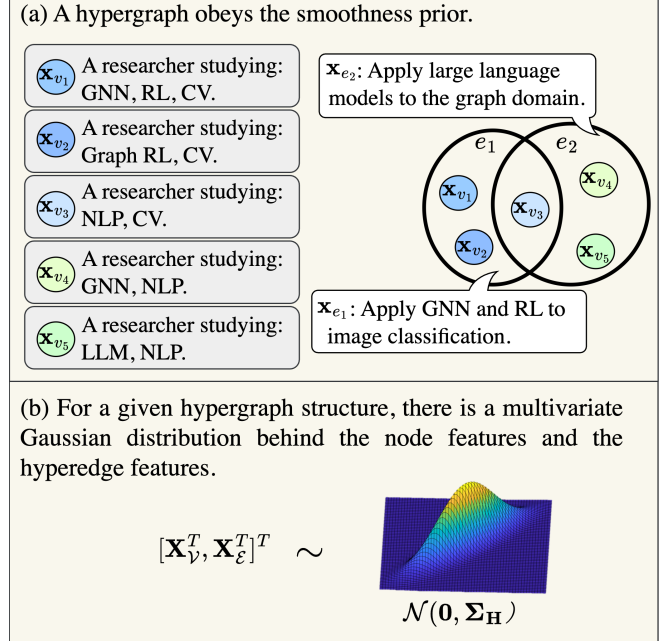 (a) A hypergraph obeys the smoothness prior.
x_{v_1} A researcher studying:
GNN, RL, CV.
x_{v_2} A researcher studying:
Graph RL, CV.
x_{v_3} A researcher studying:
NLP, CV.
x_{v_4} A researcher studying:
GNN, NLP.
x_{v_5} A researcher studying:
LLM, NLP.
x_{e_2}: Apply large language
models to the graph domain.
e_1 e_2
x_{v_1} x_{v_3} x_{v_4}
x_{v_2} x_{v_5}
x_{e_1}: Apply GNN and RL to
image classification.
(b) For a given hypergraph structure, there is a multivariate
Gaussian distribution behind the node features and the
hyperedge features.
[X_V^T, X_E^T]^T ~
N(0, Σ_H)